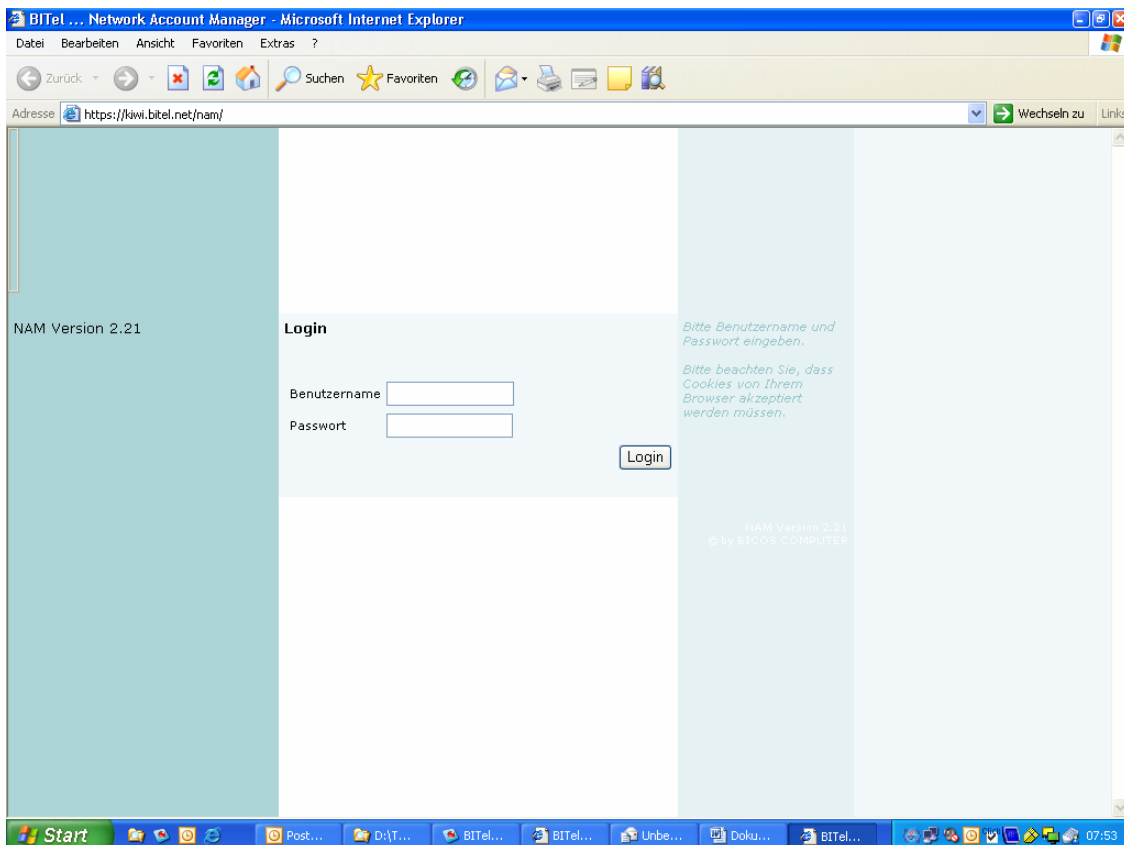 BITel ... Network Account Manager - Microsoft Internet Explorer
Datei Bearbeiten Ansicht Favoriten Extras ?
Zurück Suchen Favoriten
Adresse https://kiwi.bitel.net/nam/ Wechseln zu Links
NAM Version 2.21
Login
Benutzername
Passwort
Login
Bitte Benutzername und
Passwort eingeben.
Bitte beachten Sie, dass
Cookies von Ihrem
Browser akzeptiert
werden müssen.
NAM Version 2.21
© by BICOS COMPUTER
Start Post... D:\T... BITel... BITel... Unbe... Doku... BITel... 07:53